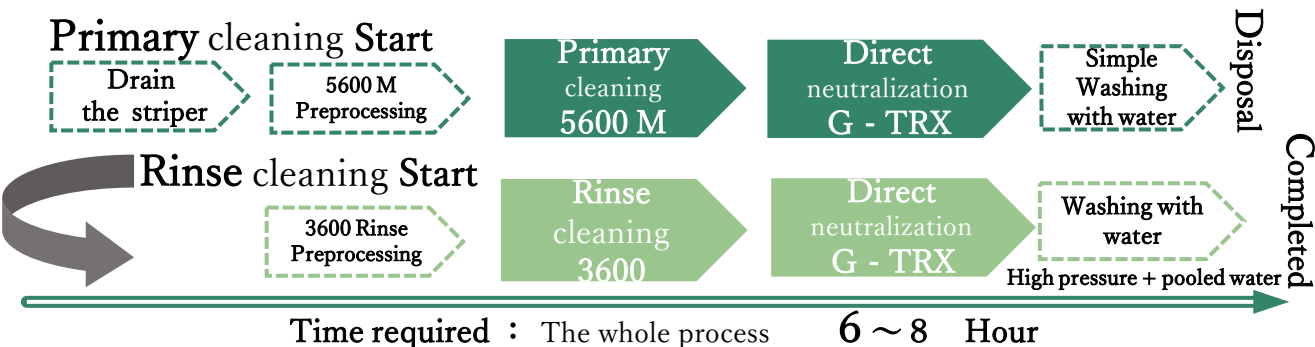 Primary cleaning Start
Drain
the striper
5600 M
Preprocessing
Primary
cleaning
5600 M
Direct
neutralization
G - TRX
Simple
Washing
with water
Disposal
Rinse cleaning Start
3600 Rinse
Preprocessing
Rinse
cleaning
3600
Direct
neutralization
G - TRX
Washing with
water
High pressure + pooled water
Completed
Time required : The whole process 6 ~ 8 Hour